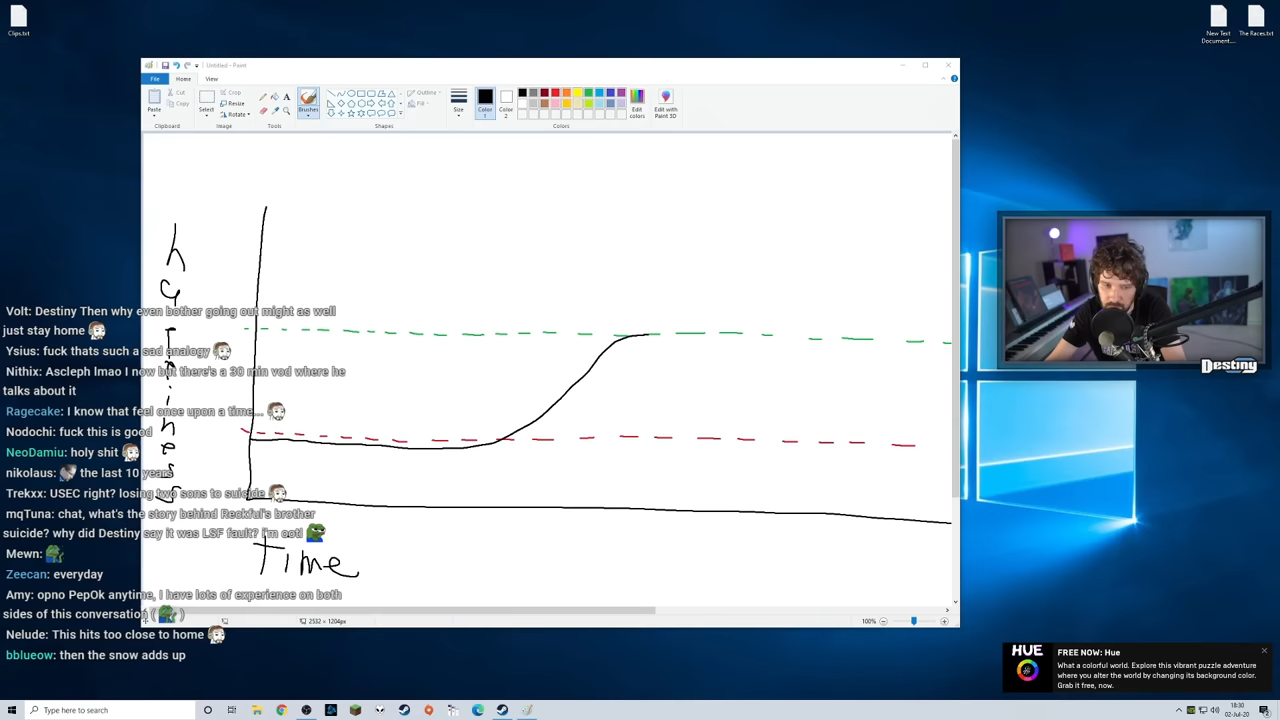 Clips.txt
New Text
Document....
The Races.txt
Untitled - Paint
File
Home
View
Paste
Cut
Copy
Clipboard
Select
Crop
Resize
Rotate
Image
Tools
Brushes
Shapes
Outline
Fill
Size
Color
1
Color
2
Edit
colors
Edit with
Paint 3D
Colors
happiness
time
Volt: Destiny Then why even bother going out might as well
just stay home
Ysius: fuck thats such a sad analogy
Nithix: Ascleph lmao I now but there's a 30 min vod where he
talks about it
Ragecake: I know that feel once upon a time...
Nodochi: fuck this is good
NeoDamiu: holy shit
nikolaus: the last 10 years
Trekxx: USEC right? losing two sons to suicide
mqTuna: chat, what's the story behind Reckful's brother
suicide? why did Destiny say it was LSF fault? i'm ootl
Mewn:
Zeecan: everyday
Amy: opno PepOk anytime, I have lots of experience on both
sides of this conversation ( )
Nelude: This hits too close to home
bblueow: then the snow adds up
2532 × 1204px
100%
Destiny
HUE
FREE NOW: Hue
What a colorful world. Explore this vibrant puzzle adventure
where you alter the world by changing its background color.
Grab it free, now.
Type here to search
18:30
02-Jul-20